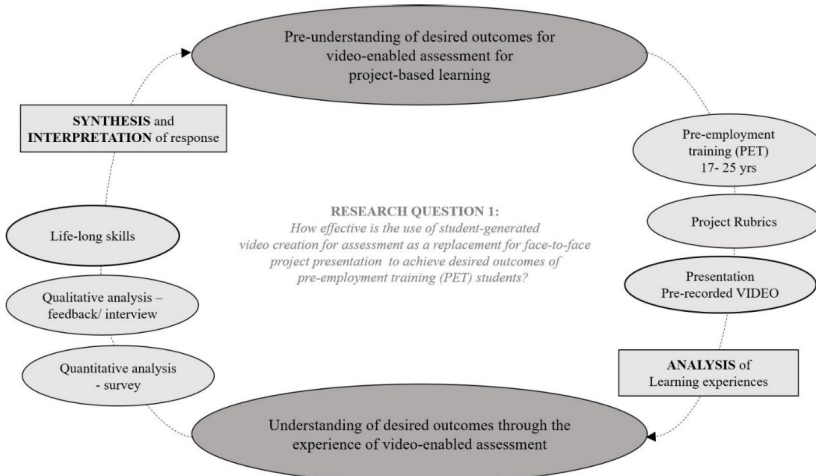 Pre-understanding of desired outcomes for
video-enabled assessment for
project-based learning
SYNTHESIS and
INTERPRETATION of response
Pre-employment
training (PET)
17- 25 yrs
Project Rubrics
Presentation
Pre-recorded VIDEO
ANALYSIS of
Learning experiences
RESEARCH QUESTION 1:
How effective is the use of student-generated
video creation for assessment as a replacement for face-to-face
project presentation to achieve desired outcomes of
pre-employment training (PET) students?
Life-long skills
Qualitative analysis –
feedback/ interview
Quantitative analysis
- survey
Understanding of desired outcomes through the
experience of video-enabled assessment